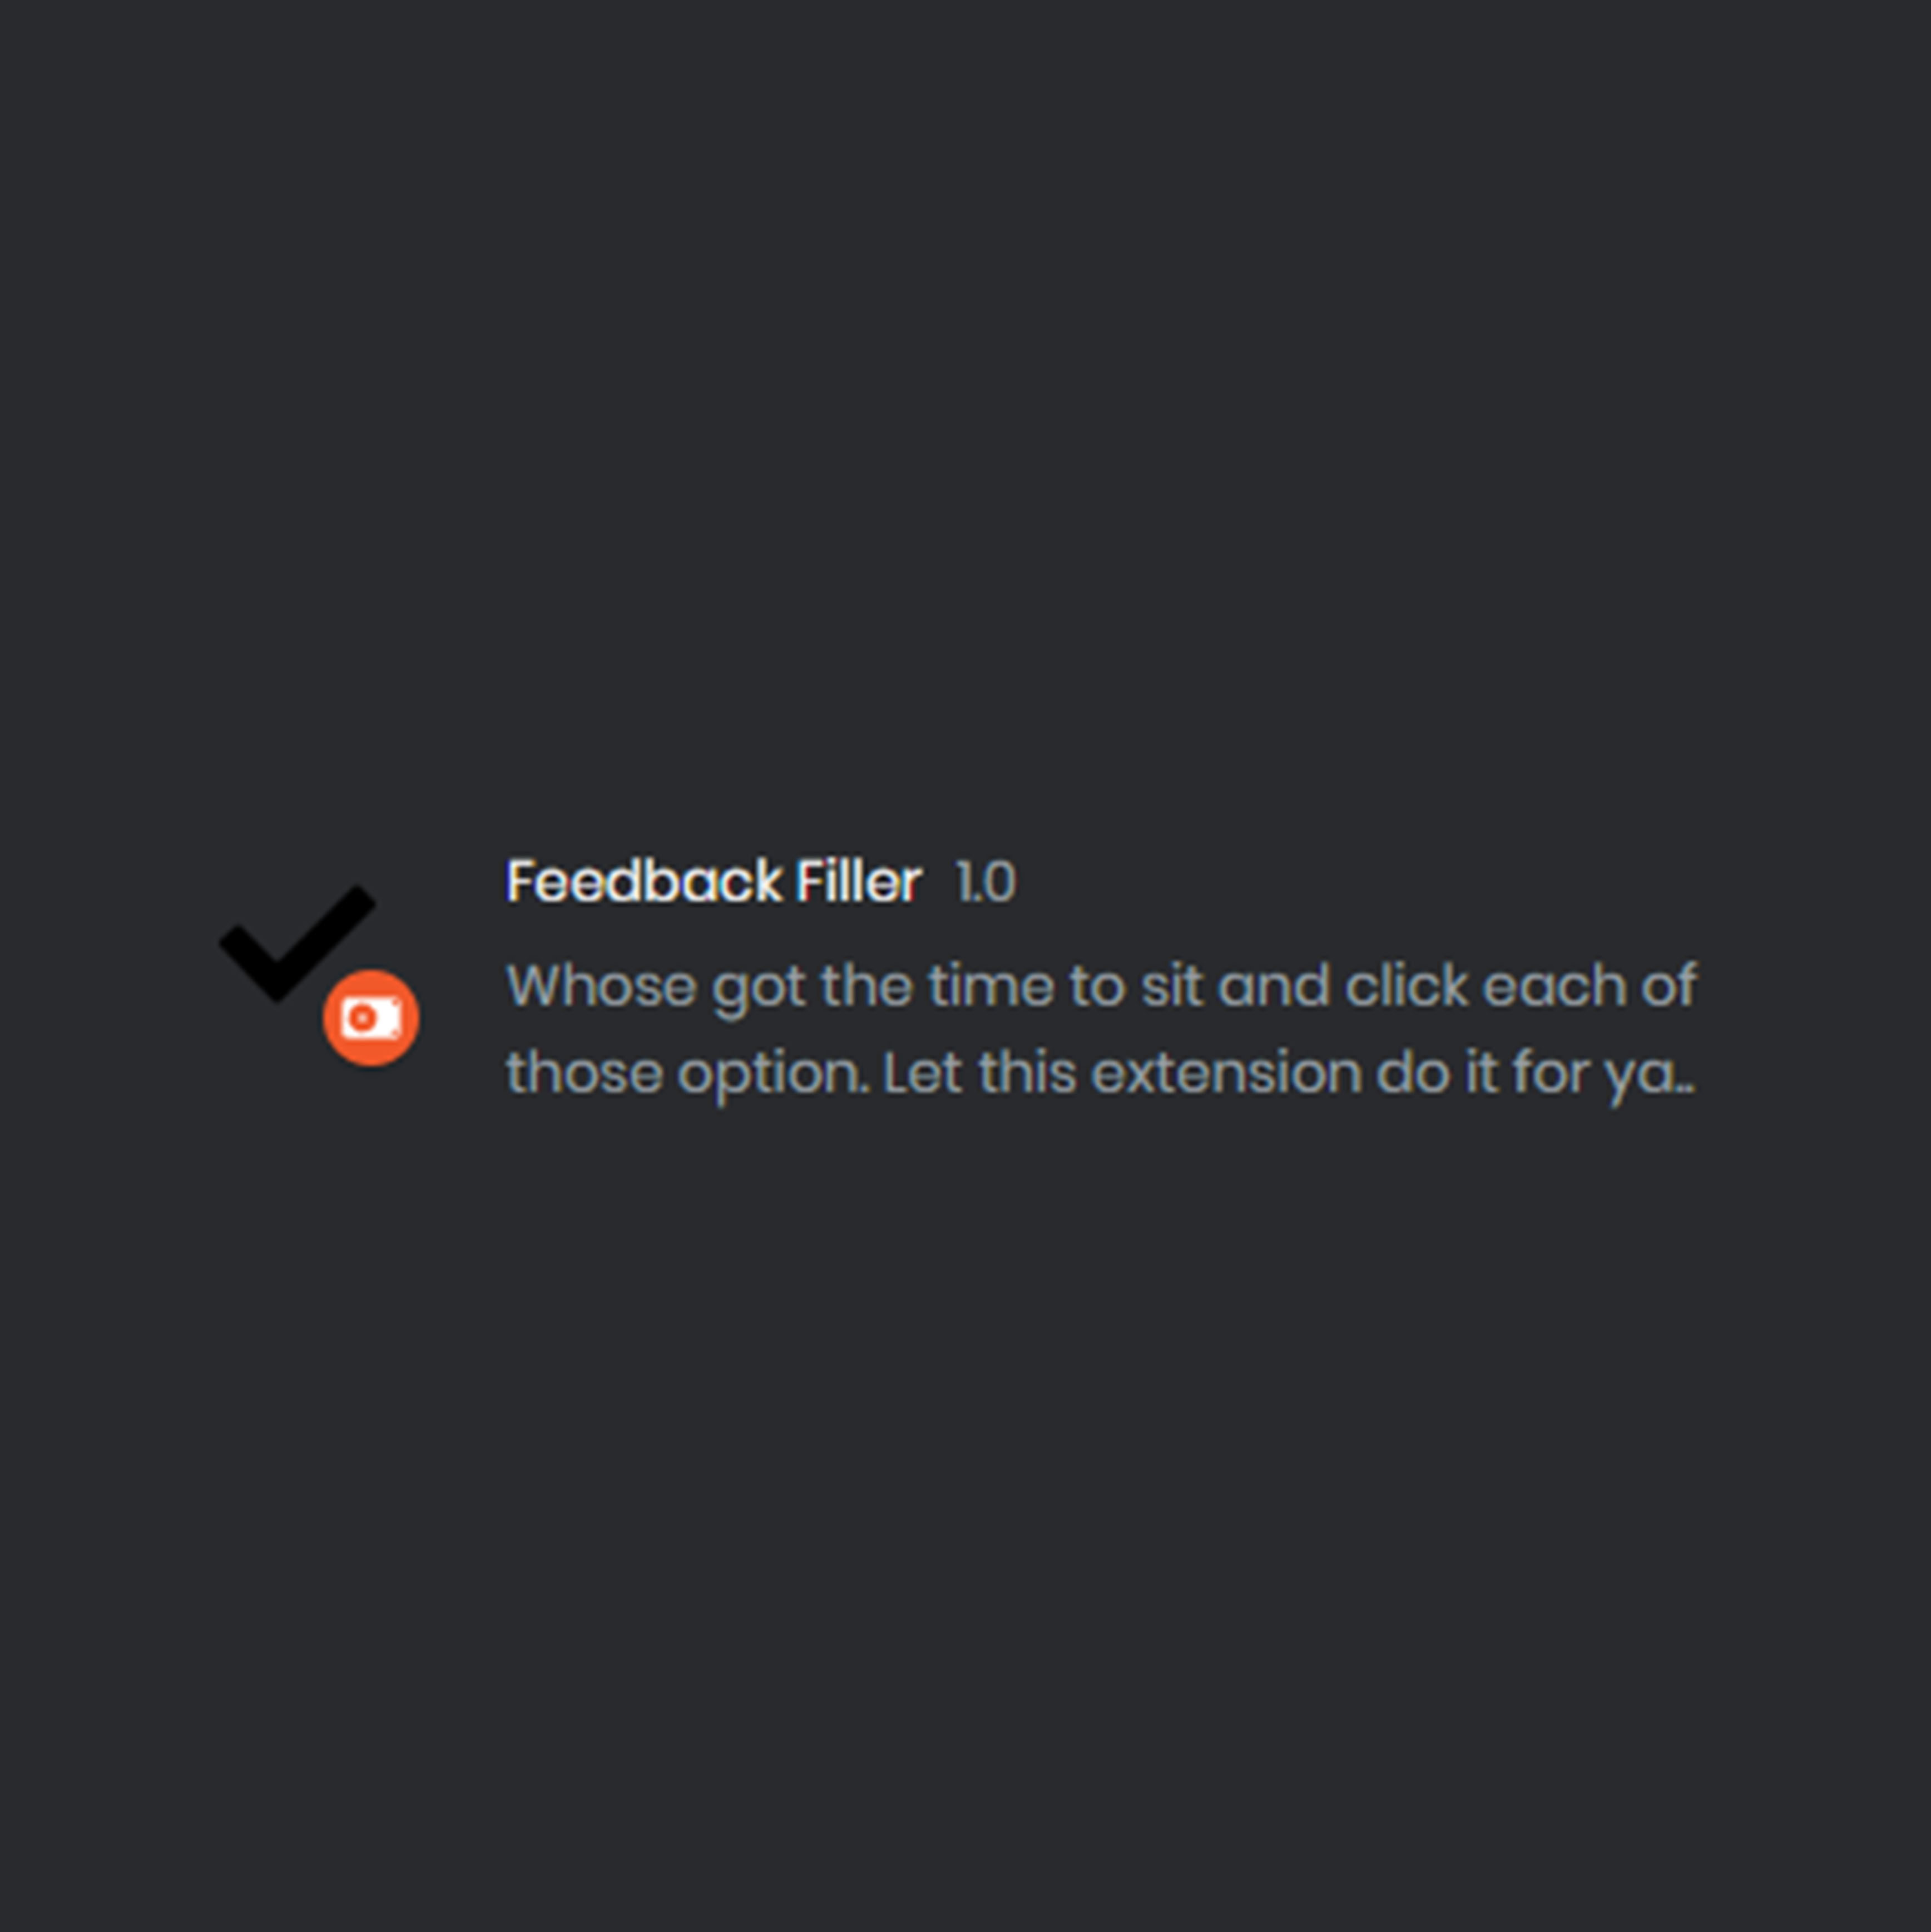 Feedback Filler 1.0
Whose got the time to sit and click each of
those option. Let this extension do it for ya..